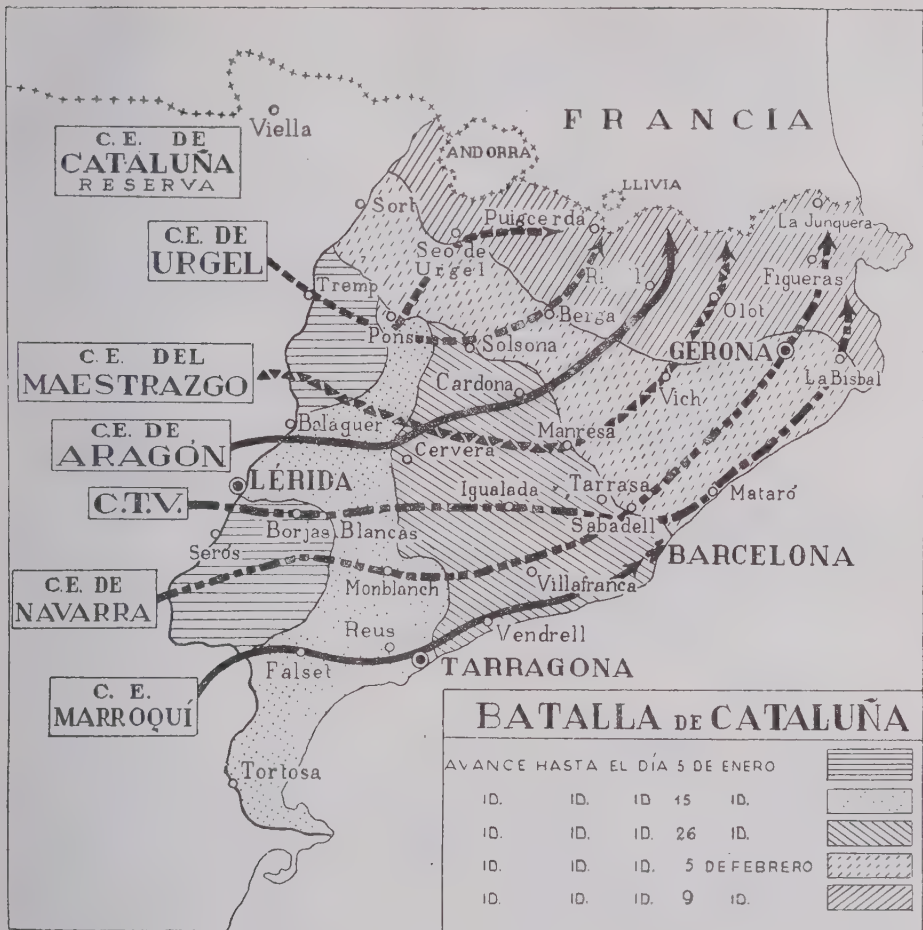 FRANCIA
Viella
ANDORRA
LLIVIA
C.E. DE
CATALUÑA
RESERVA
Sort
Puigcerda
La Junquera
C.E. DE
URGEL
Seo de
Urgel
Figueras
Tremp
Olot
Pons
Berga
Solsona
GERONA
C.E. DEL
MAESTRAZGO
Cardona
La Bisbal
Vich
Balaguer
Manresa
C.E. DE
ARAGÓN
Cervera
LÉRIDA
Igualada
Tarrasa
Mataró
C.T.V.
Borjas Blancas
Sabadell
Serós
BARCELONA
C.E. DE
NAVARRA
Monblanch
Villafranca
Reus
Vendrell
Falset
TARRAGONA
C. E.
MARROQUÍ
Tortosa
BATALLA DE CATALUÑA
AVANCE HASTA EL DÍA 5 DE ENERO
ID. ID. ID 15 ID.
ID. ID. ID. 26 ID.
ID. ID. ID. 5 DE FEBRERO
ID. ID. ID. 9 ID.